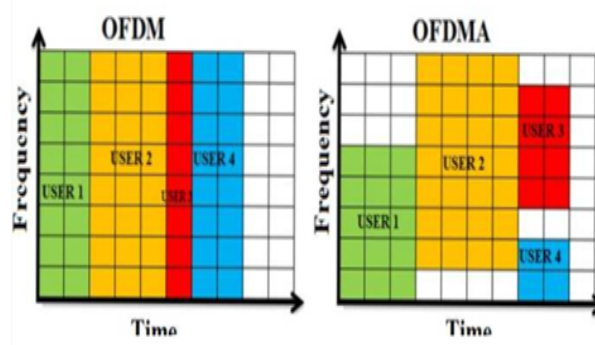 OFDM
Frequency
USER 1
USER 2
USER 3
USER 4
Time
OFDMA
Frequency
USER 1
USER 2
USER 3
USER 4
Time